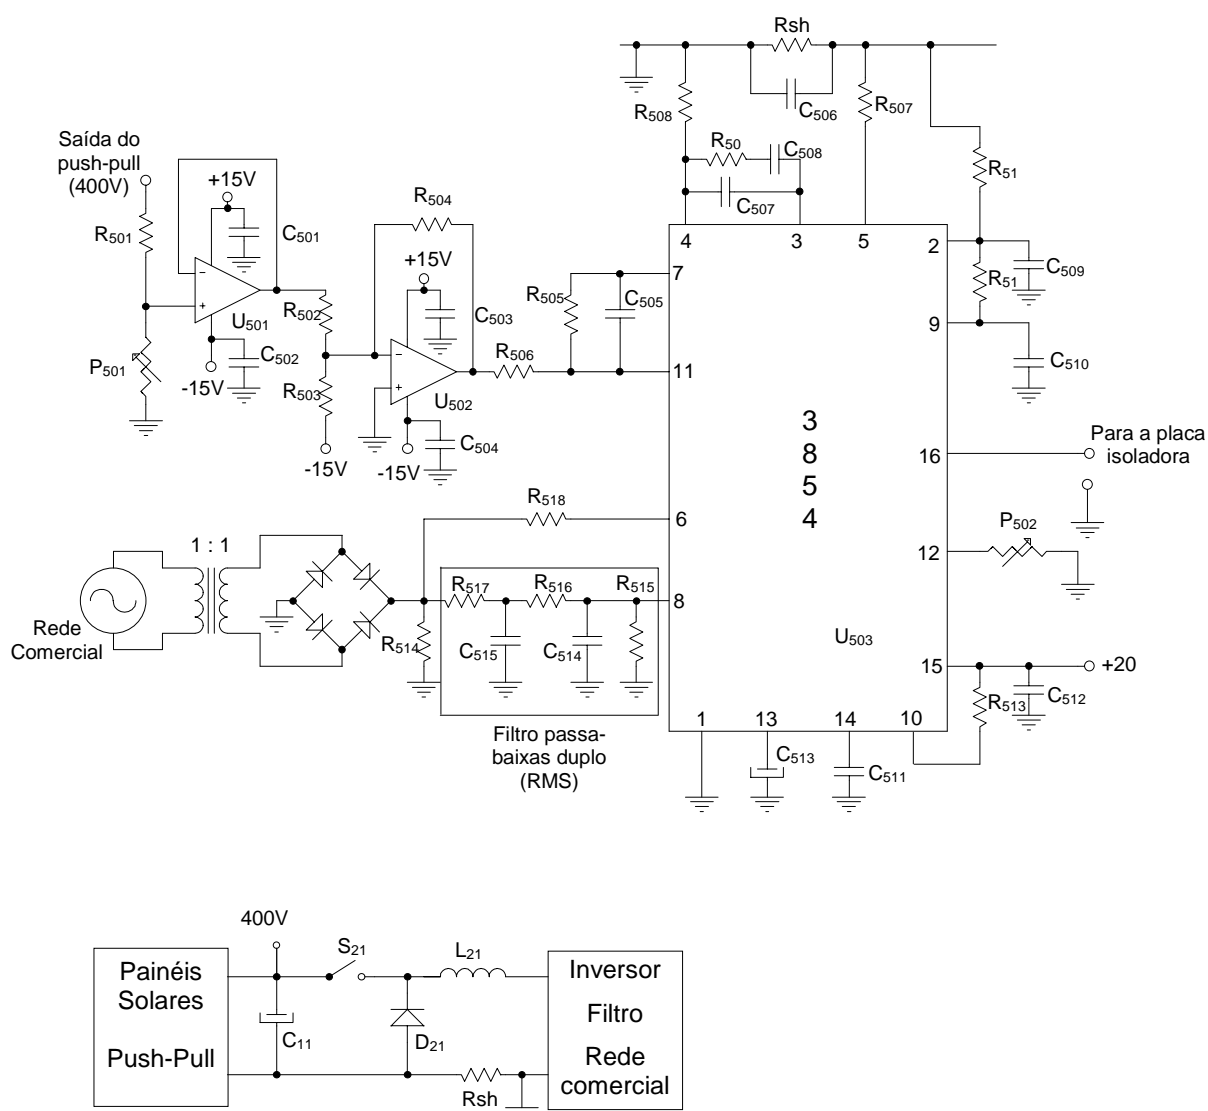 Rsh
C506
R508
R507
R50
C508
C507
R51
Saída do
push-pull
(400V)
+15V
R501
C501
U501
C502
P501
-15V
R502
R503
-15V
R504
+15V
C503
U502
C504
-15V
R505
C505
R506
4
3
5
2
7
11
9
16
6
12
8
15
1
13
14
10
3
8
5
4
U503
C509
R51
C510
Para a placa
isoladora
P502
+20
R513
C512
C513
C511
R518
1 : 1
Rede
Comercial
R514
R517
R516
R515
C515
C514
Filtro passa-
baixas duplo
(RMS)
400V
S21
L21
Painéis
Solares
Push-Pull
C11
D21
Rsh
Inversor
Filtro
Rede
comercial